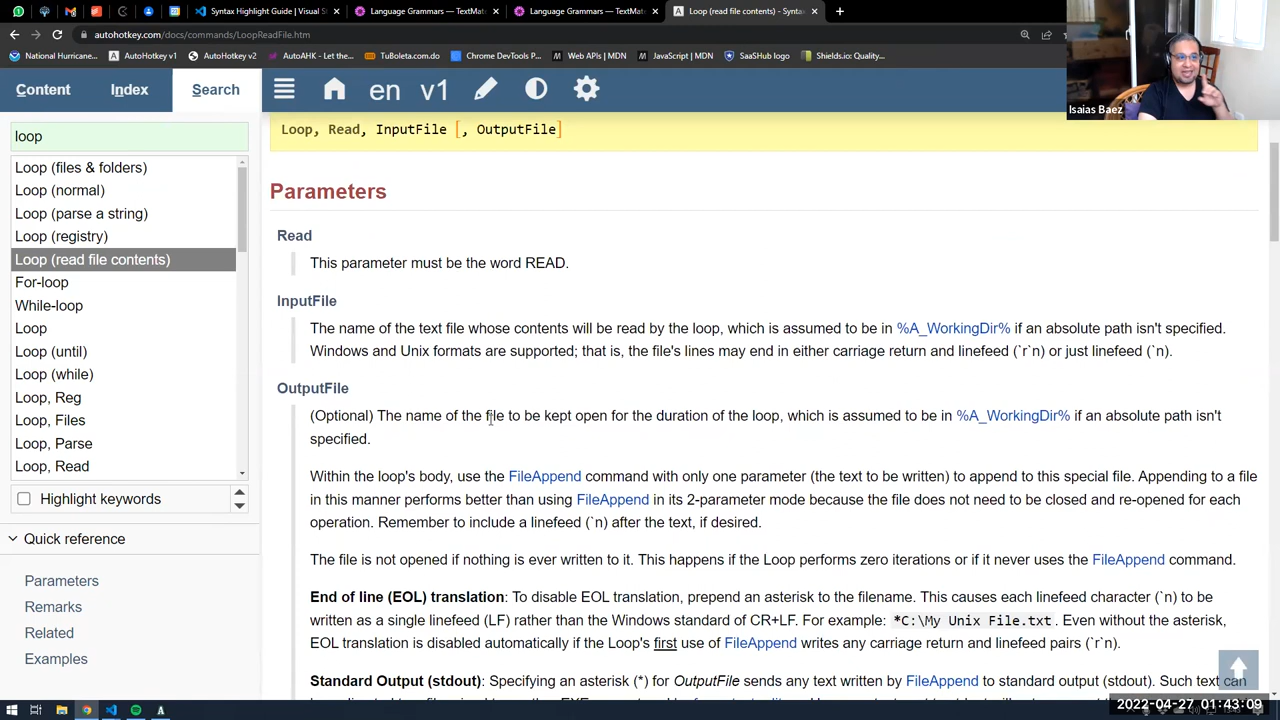 Syntax Highlight Guide | Visual St
Language Grammars — TextMate
Language Grammars — TextMat
Loop (read file contents) - Syntax
autohotkey.com/docs/commands/LoopReadFile.htm
National Hurricane...
AutoHotkey v1
AutoHotkey v2
AutoAHK - Let the...
TuBoleta.com.do
Chrome DevTools P...
Web APIs | MDN
JavaScript | MDN
SaaSHub logo
Shields.io: Quality...
Isaias Baez
Content
Index
Search
en v1
loop
Loop (files & folders)
Loop (normal)
Loop (parse a string)
Loop (registry)
Loop (read file contents)
For-loop
While-loop
Loop
Loop (until)
Loop (while)
Loop, Reg
Loop, Files
Loop, Parse
Loop, Read
Highlight keywords
Quick reference
Parameters
Remarks
Related
Examples
Loop, Read, InputFile [, OutputFile]
Parameters
Read
This parameter must be the word READ.
InputFile
The name of the text file whose contents will be read by the loop, which is assumed to be in %A_WorkingDir% if an absolute path isn't specified.
Windows and Unix formats are supported; that is, the file's lines may end in either carriage return and linefeed (`r`n) or just linefeed (`n).
OutputFile
(Optional) The name of the file to be kept open for the duration of the loop, which is assumed to be in %A_WorkingDir% if an absolute path isn't
specified.
Within the loop's body, use the FileAppend command with only one parameter (the text to be written) to append to this special file. Appending to a file
in this manner performs better than using FileAppend in its 2-parameter mode because the file does not need to be closed and re-opened for each
operation. Remember to include a linefeed (`n) after the text, if desired.
The file is not opened if nothing is ever written to it. This happens if the Loop performs zero iterations or if it never uses the FileAppend command.
End of line (EOL) translation: To disable EOL translation, prepend an asterisk to the filename. This causes each linefeed character (`n) to be
written as a single linefeed (LF) rather than the Windows standard of CR+LF. For example: *C:\My Unix File.txt. Even without the asterisk,
EOL translation is disabled automatically if the Loop's first use of FileAppend writes any carriage return and linefeed pairs (`r`n).
Standard Output (stdout): Specifying an asterisk (*) for OutputFile sends any text written by FileAppend to standard output (stdout). Such text can
2022-04-27 01:43:09